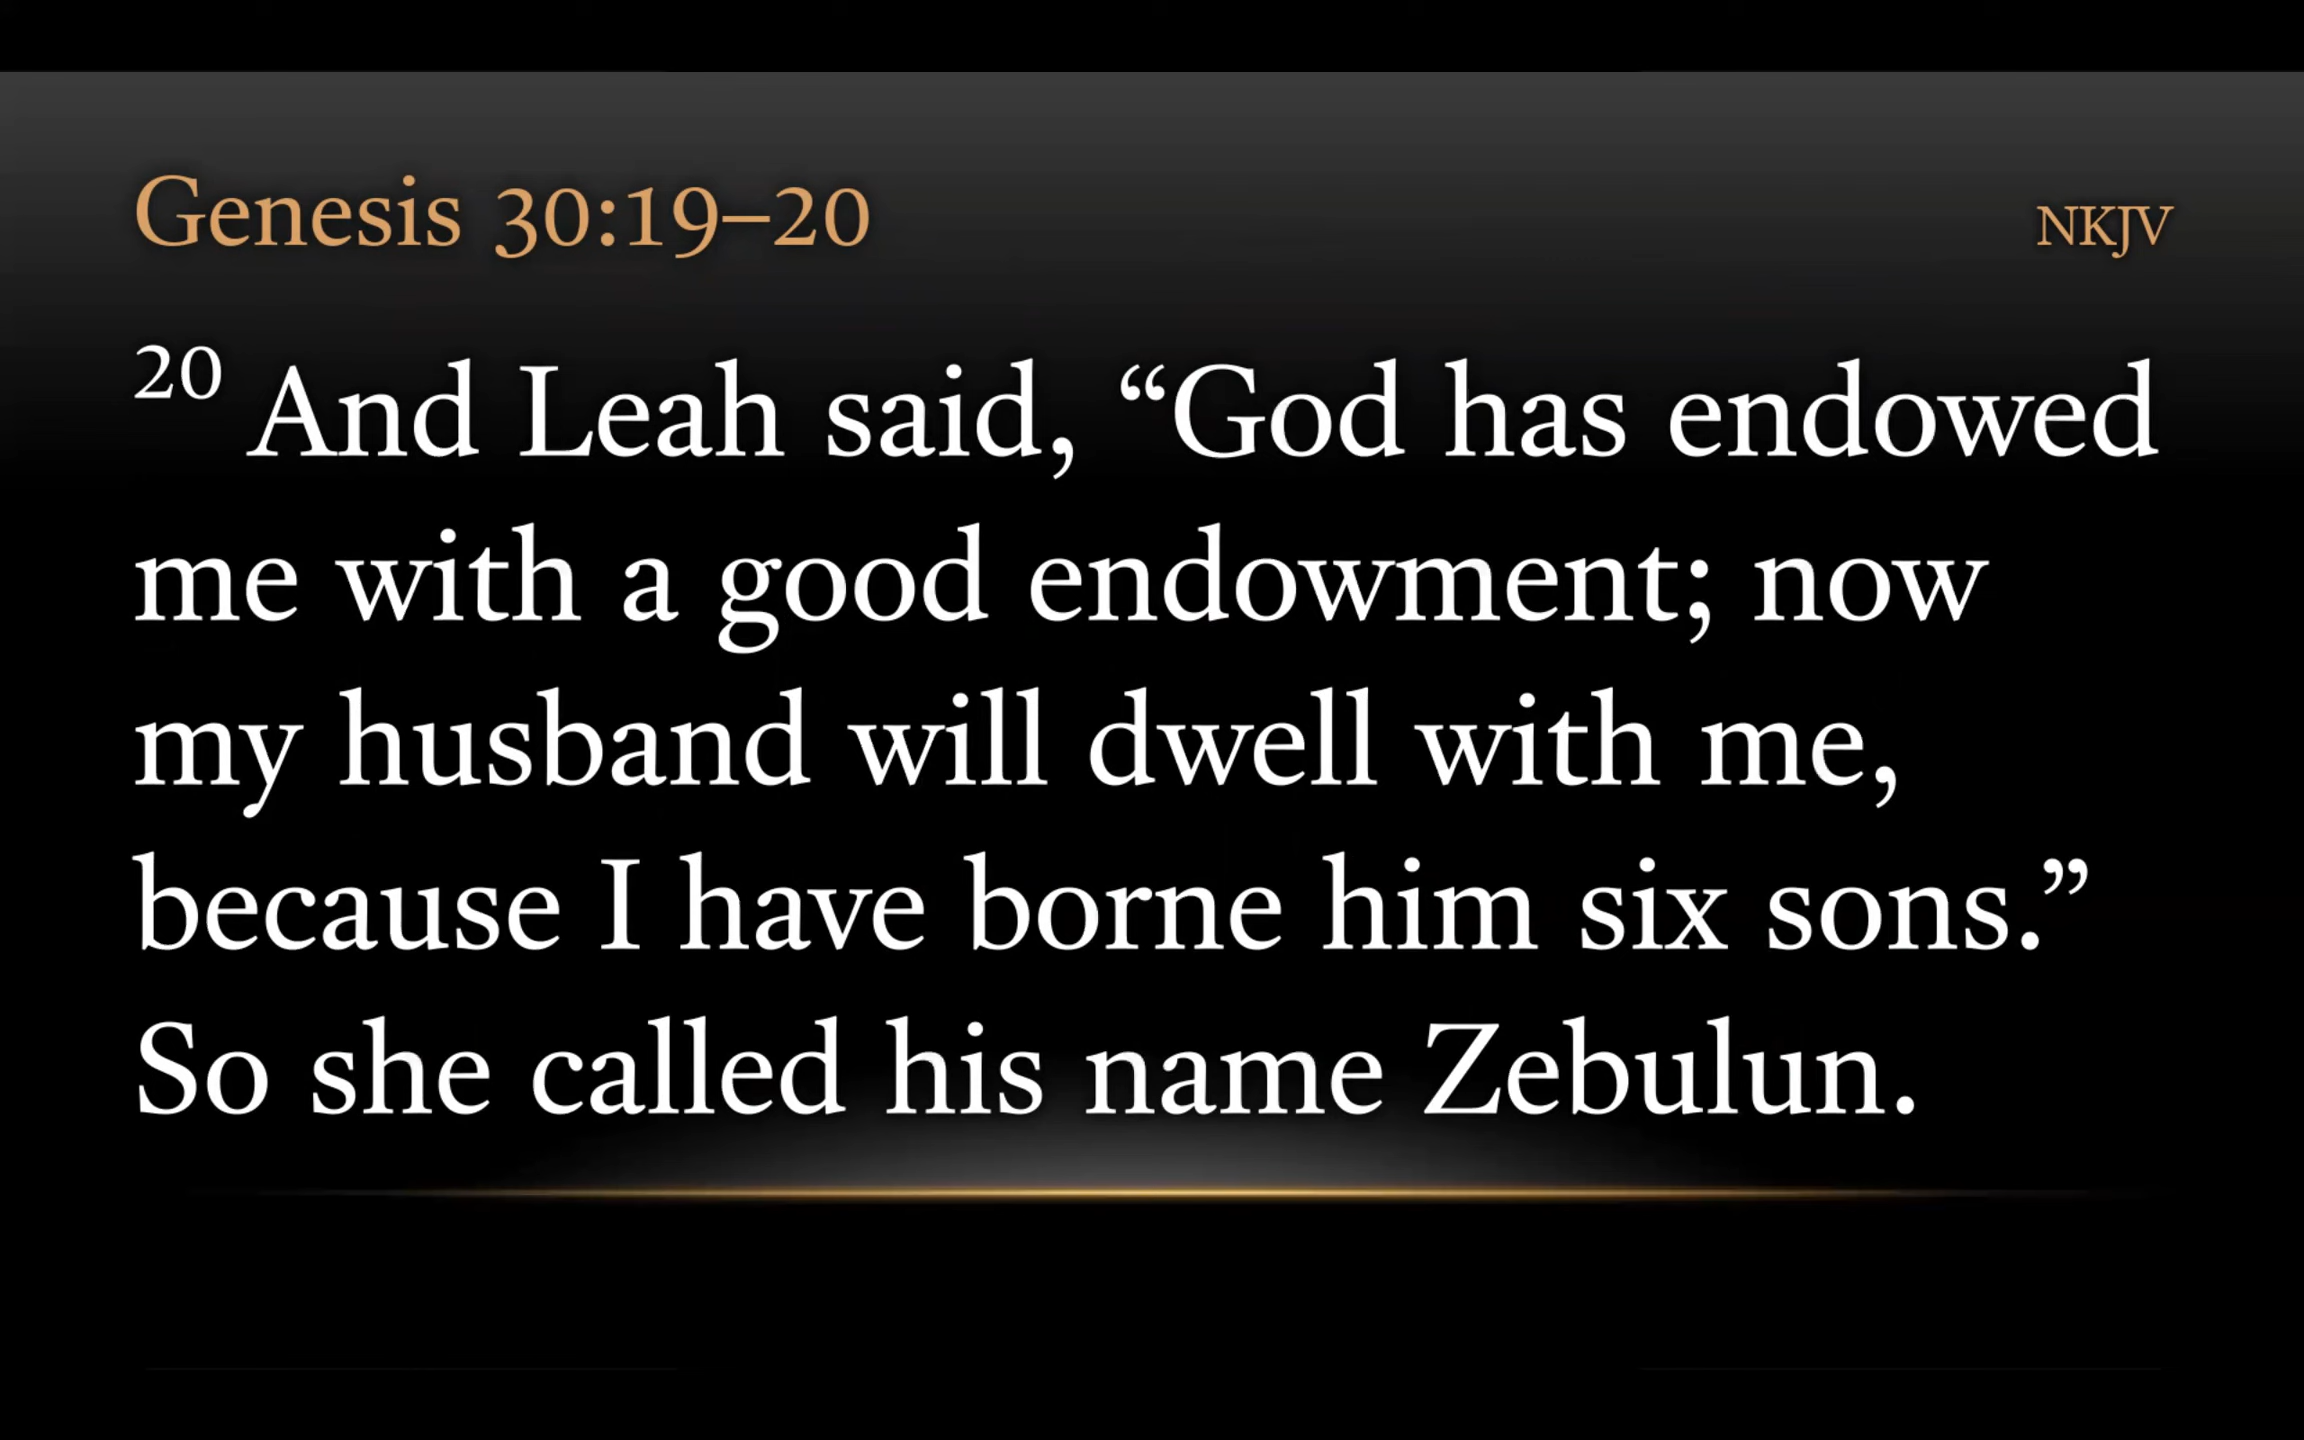 Genesis 30:19–20
NKJV
20 And Leah said, “God has endowed
me with a good endowment; now
my husband will dwell with me,
because I have borne him six sons.”
So she called his name Zebulun.